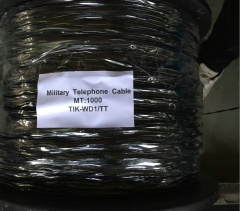 Military Telephone Cable
MT:1000
TIK-WD1/TT